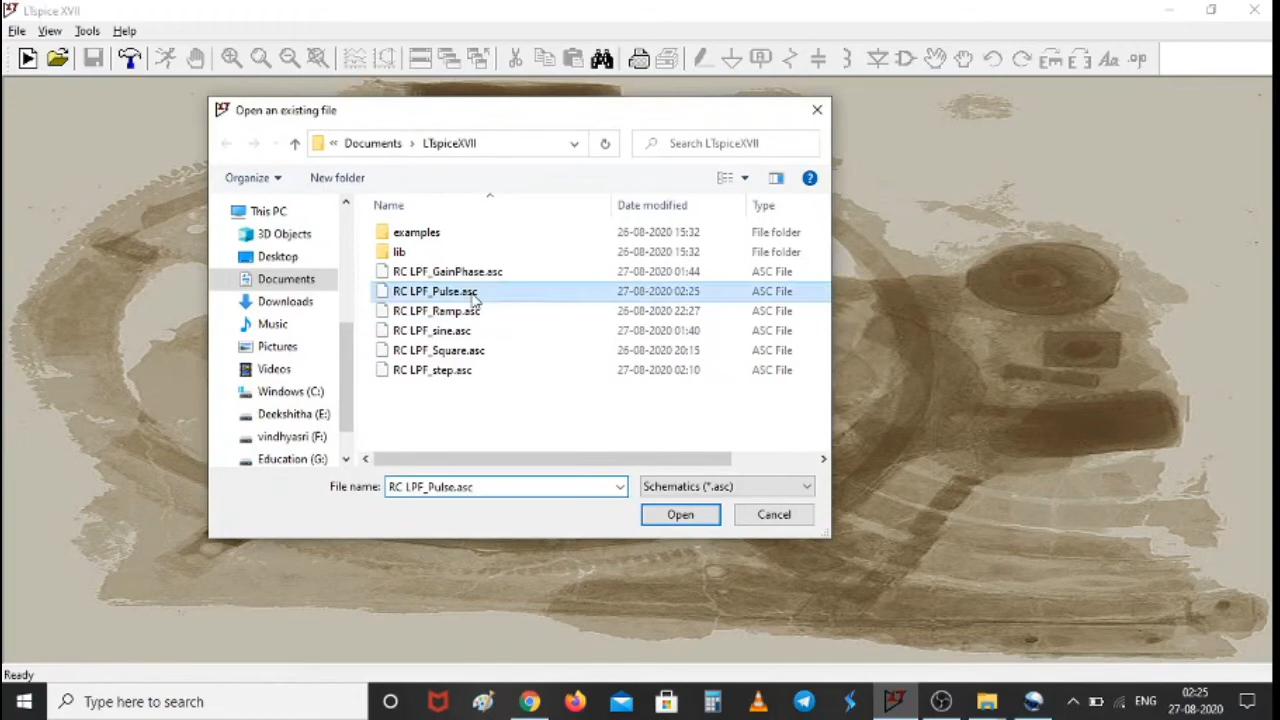 LTspice XVII
File View Tools Help
Aa .op
Open an existing file
« Documents › LTspiceXVII
Search LTspiceXVII
Organize New folder
Name Date modified Type
This PC
3D Objects
Desktop
Documents
Downloads
Music
Pictures
Videos
Windows (C:)
Deekshitha (E:)
vindhyasri (F:)
Education (G:)
examples 26-08-2020 15:32 File folder
lib 26-08-2020 15:32 File folder
RC LPF_GainPhase.asc 27-08-2020 01:44 ASC File
RC LPF_Pulse.asc 27-08-2020 02:25 ASC File
RC LPF_Ramp.asc 26-08-2020 22:27 ASC File
RC LPF_sine.asc 27-08-2020 01:40 ASC File
RC LPF_Square.asc 26-08-2020 20:15 ASC File
RC LPF_step.asc 27-08-2020 02:10 ASC File
File name: RC LPF_Pulse.asc Schematics (*.asc)
Open Cancel
Ready
Type here to search
ENG
02:25
27-08-2020